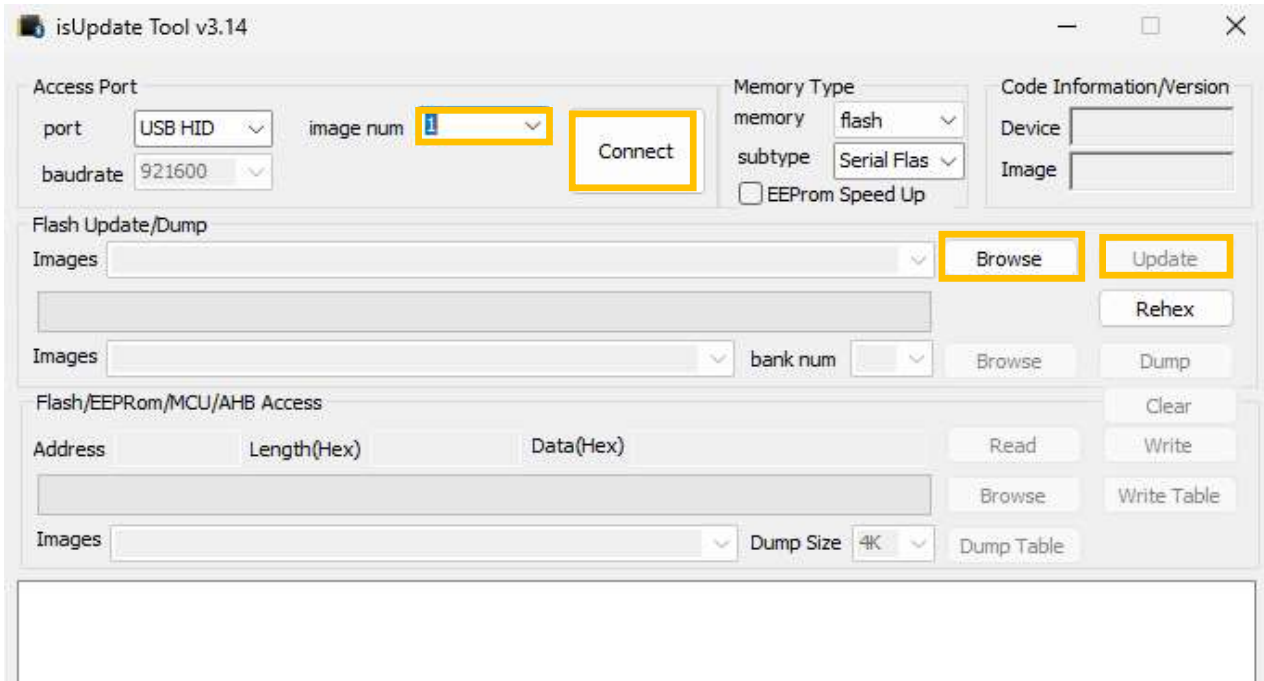 isUpdate Tool v3.14
Access Port
port USB HID image num 1 Connect
baudrate 921600
Memory Type
memory flash
subtype Serial Flas
EEProm Speed Up
Code Information/Version
Device
Image
Flash Update/Dump
Images Browse Update
Rehex
Images bank num Browse Dump
Flash/EEPRom/MCU/AHB Access Clear
Address Length(Hex) Data(Hex) Read Write
Browse Write Table
Images Dump Size 4K Dump Table